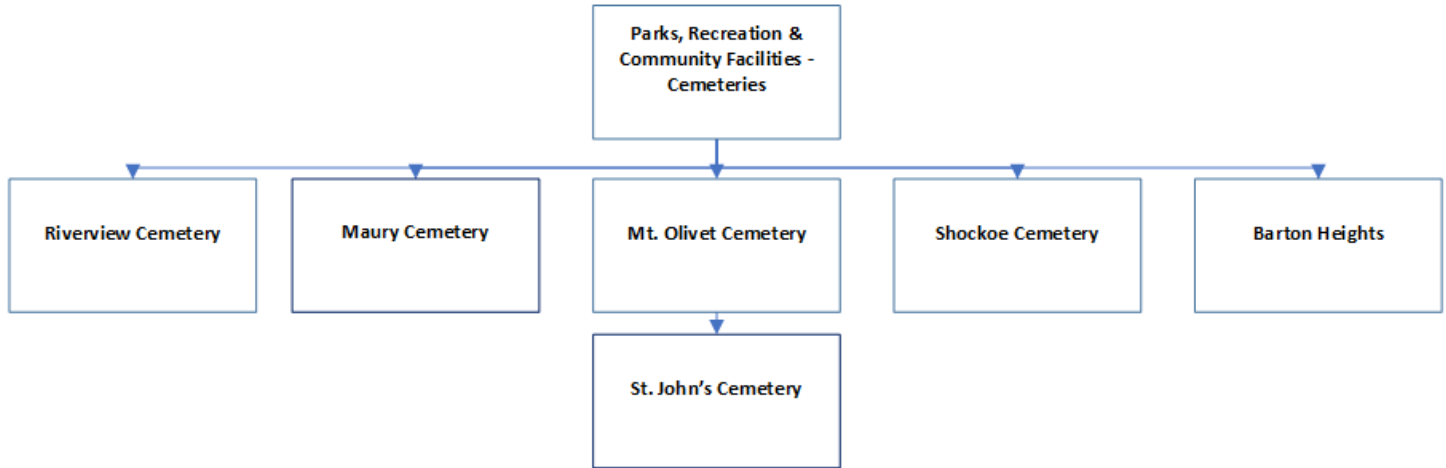 Parks, Recreation &
Community Facilities -
Cemeteries
Riverview Cemetery
Maury Cemetery
Mt. Olivet Cemetery
Shockoe Cemetery
Barton Heights
St. John’s Cemetery